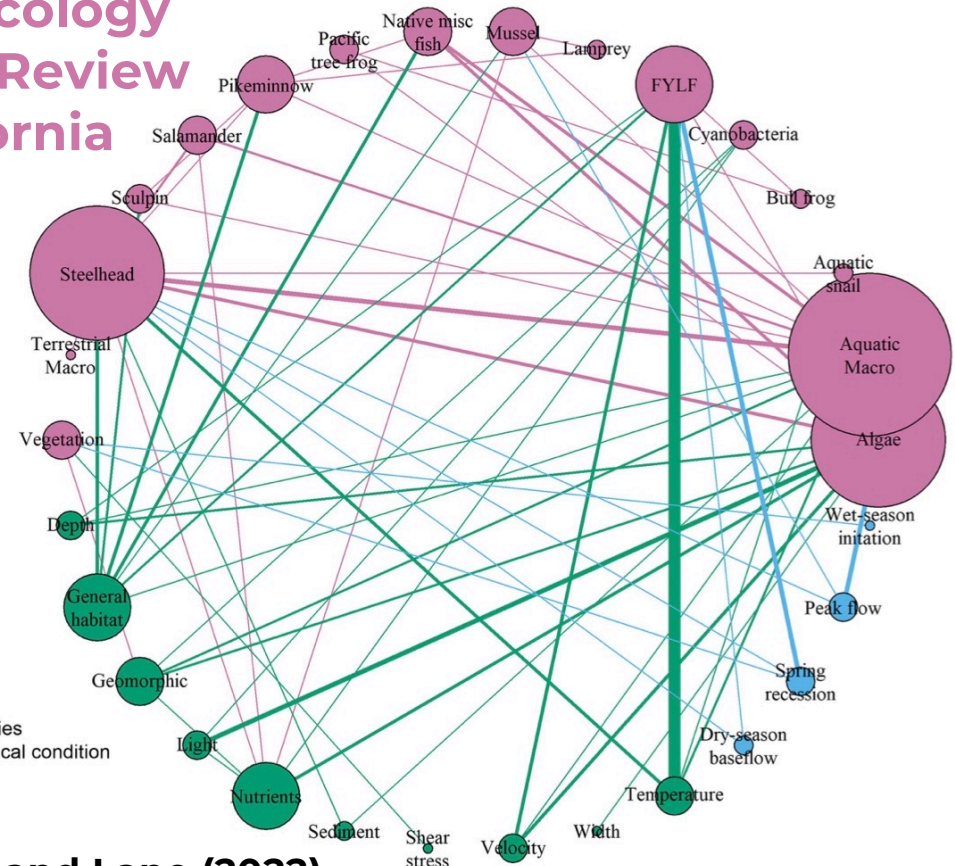 cology
Review
ornia
Native misc
fish
Mussel
Lamprey
Pacific
tree frog
FYLF
Pikeminnow
Cyanobacteria
Salamander
Bull frog
Sculpin
Aquatic
snail
Steelhead
Aquatic
Macro
Terrestrial
Macro
Algae
Vegetation
Wet-season
initation
Depth
General
habitat
Peak flow
Geomorphic
Spring
recession
ies
cal condition
Light
Dry-season
baseflow
Nutrients
Temperature
Sediment
Shear
stress
Velocity
Width
and Lane (2022)